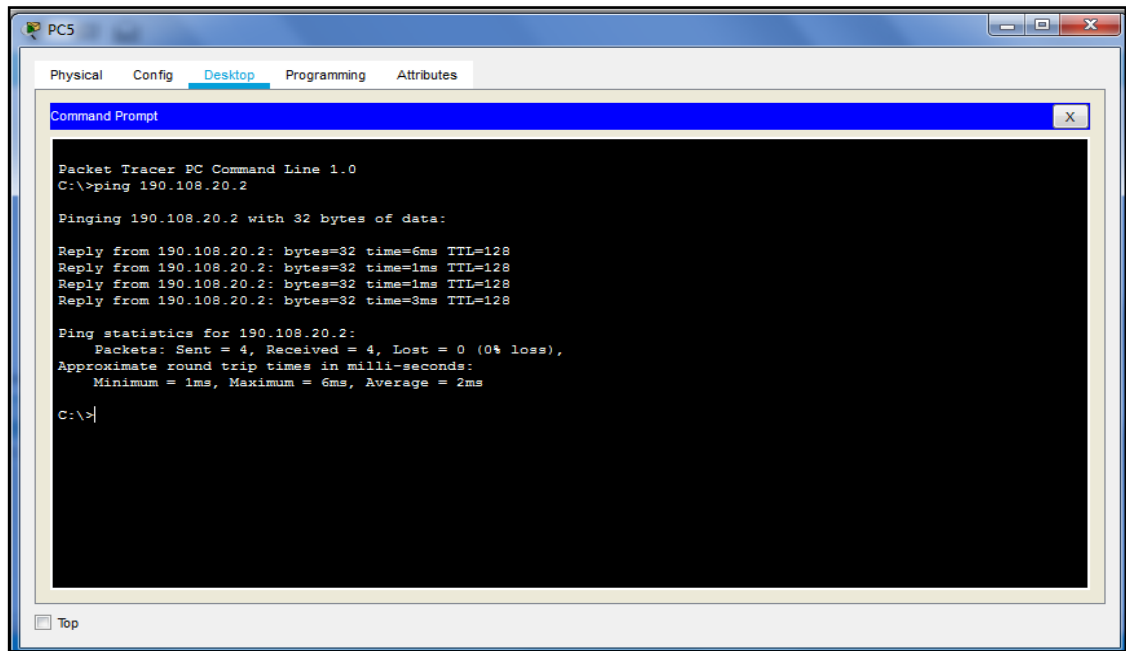 PC5
Physical Config Desktop Programming Attributes
Command Prompt
X
Packet Tracer PC Command Line 1.0
C:\>ping 190.108.20.2
Pinging 190.108.20.2 with 32 bytes of data:
Reply from 190.108.20.2: bytes=32 time=6ms TTL=128
Reply from 190.108.20.2: bytes=32 time=1ms TTL=128
Reply from 190.108.20.2: bytes=32 time=1ms TTL=128
Reply from 190.108.20.2: bytes=32 time=3ms TTL=128
Ping statistics for 190.108.20.2:
    Packets: Sent = 4, Received = 4, Lost = 0 (0% loss),
Approximate round trip times in milli-seconds:
    Minimum = 1ms, Maximum = 6ms, Average = 2ms
C:\>
Top